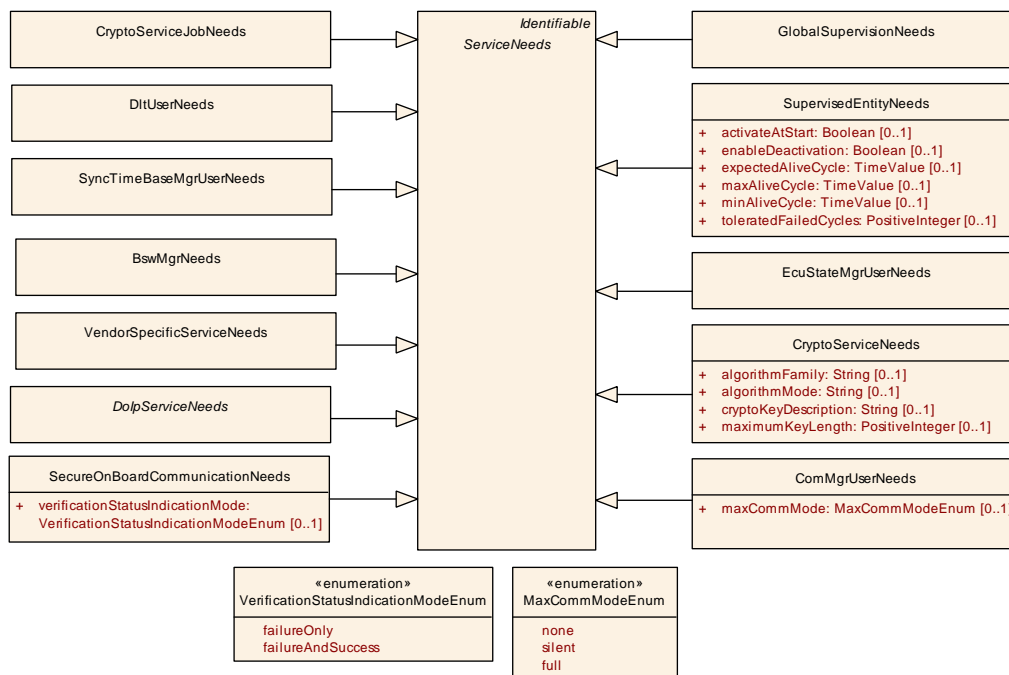 CryptoServiceJobNeeds
DltUserNeeds
SyncTimeBaseMgrUserNeeds
BswMgrNeeds
VendorSpecificServiceNeeds
DoIpServiceNeeds
SecureOnBoardCommunicationNeeds
+ verificationStatusIndicationMode:
VerificationStatusIndicationModeEnum [0..1]
Identifiable
ServiceNeeds
GlobalSupervisionNeeds
SupervisedEntityNeeds
+ activateAtStart: Boolean [0..1]
+ enableDeactivation: Boolean [0..1]
+ expectedAliveCycle: TimeValue [0..1]
+ maxAliveCycle: TimeValue [0..1]
+ minAliveCycle: TimeValue [0..1]
+ toleratedFailedCycles: PositiveInteger [0..1]
EcuStateMgrUserNeeds
CryptoServiceNeeds
+ algorithmFamily: String [0..1]
+ algorithmMode: String [0..1]
+ cryptoKeyDescription: String [0..1]
+ maximumKeyLength: PositiveInteger [0..1]
ComMgrUserNeeds
+ maxCommMode: MaxCommModeEnum [0..1]
«enumeration»
VerificationStatusIndicationModeEnum
failureOnly
failureAndSuccess
«enumeration»
MaxCommModeEnum
none
silent
full